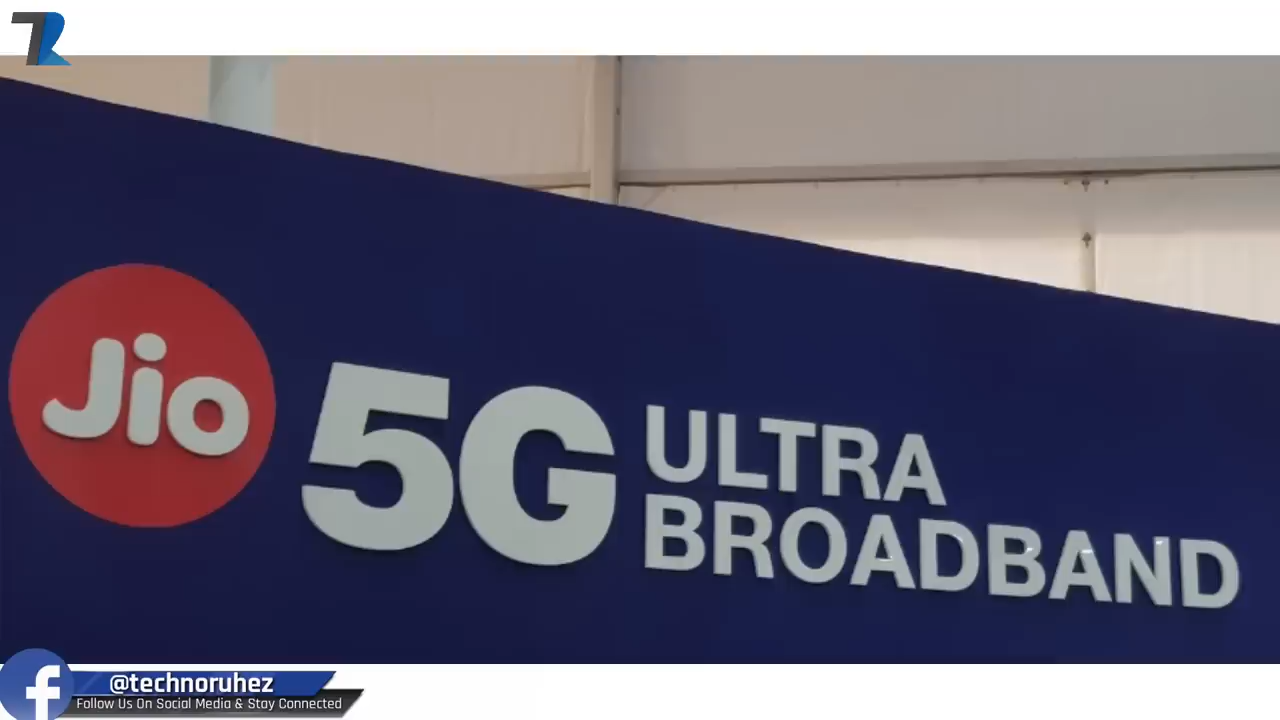 Jio
5G
ULTRA
BROADBAND
f
@technoruhez
Follow Us On Social Media & Stay Connected